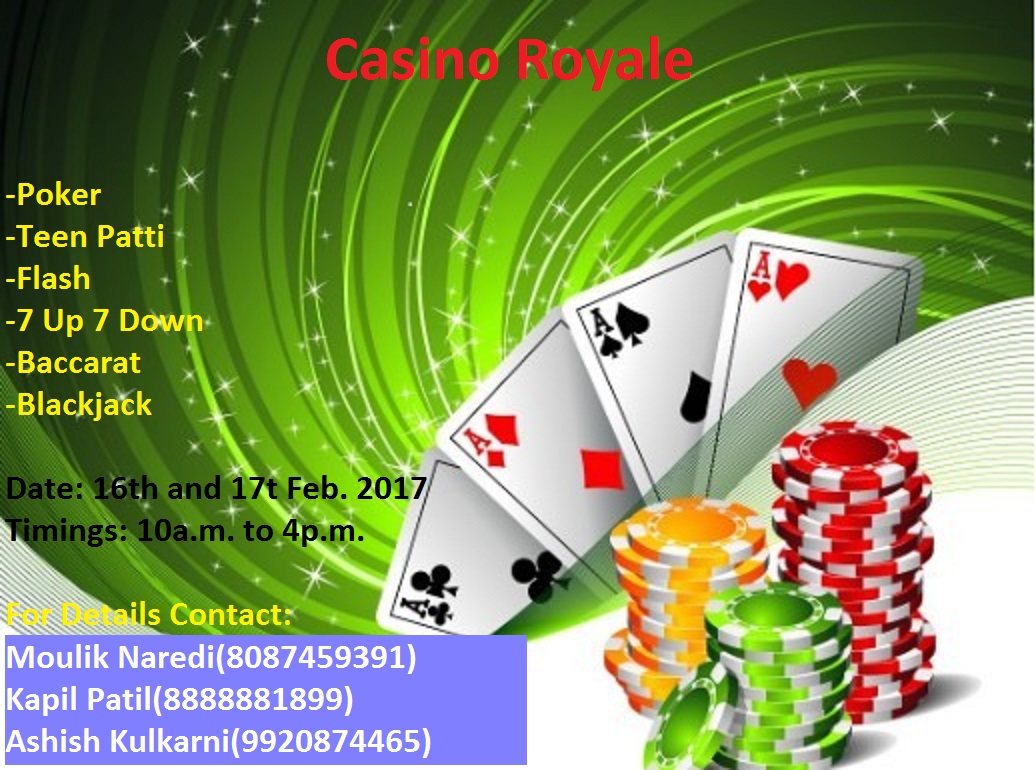 Casino Royale
-Poker
-Teen Patti
-Flash
-7 Up 7 Down
-Baccarat
-Blackjack
Date: 16th and 17t Feb. 2017
Timings: 10a.m. to 4p.m.
For Details Contact:
Moulik Naredi(8087459391)
Kapil Patil(8888881899)
Ashish Kulkarni(9920874465)
A
A
A
A